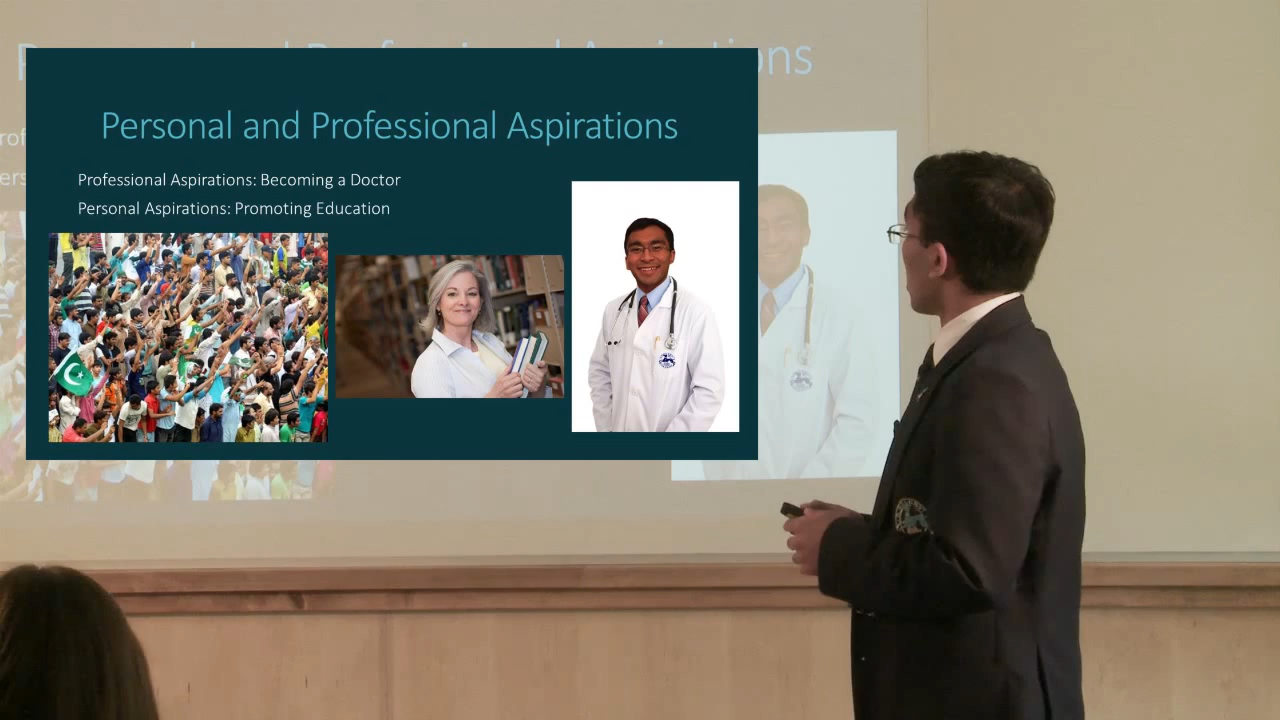 Personal and Professional Aspirations
Professional Aspirations: Becoming a Doctor
Personal Aspirations: Promoting Education